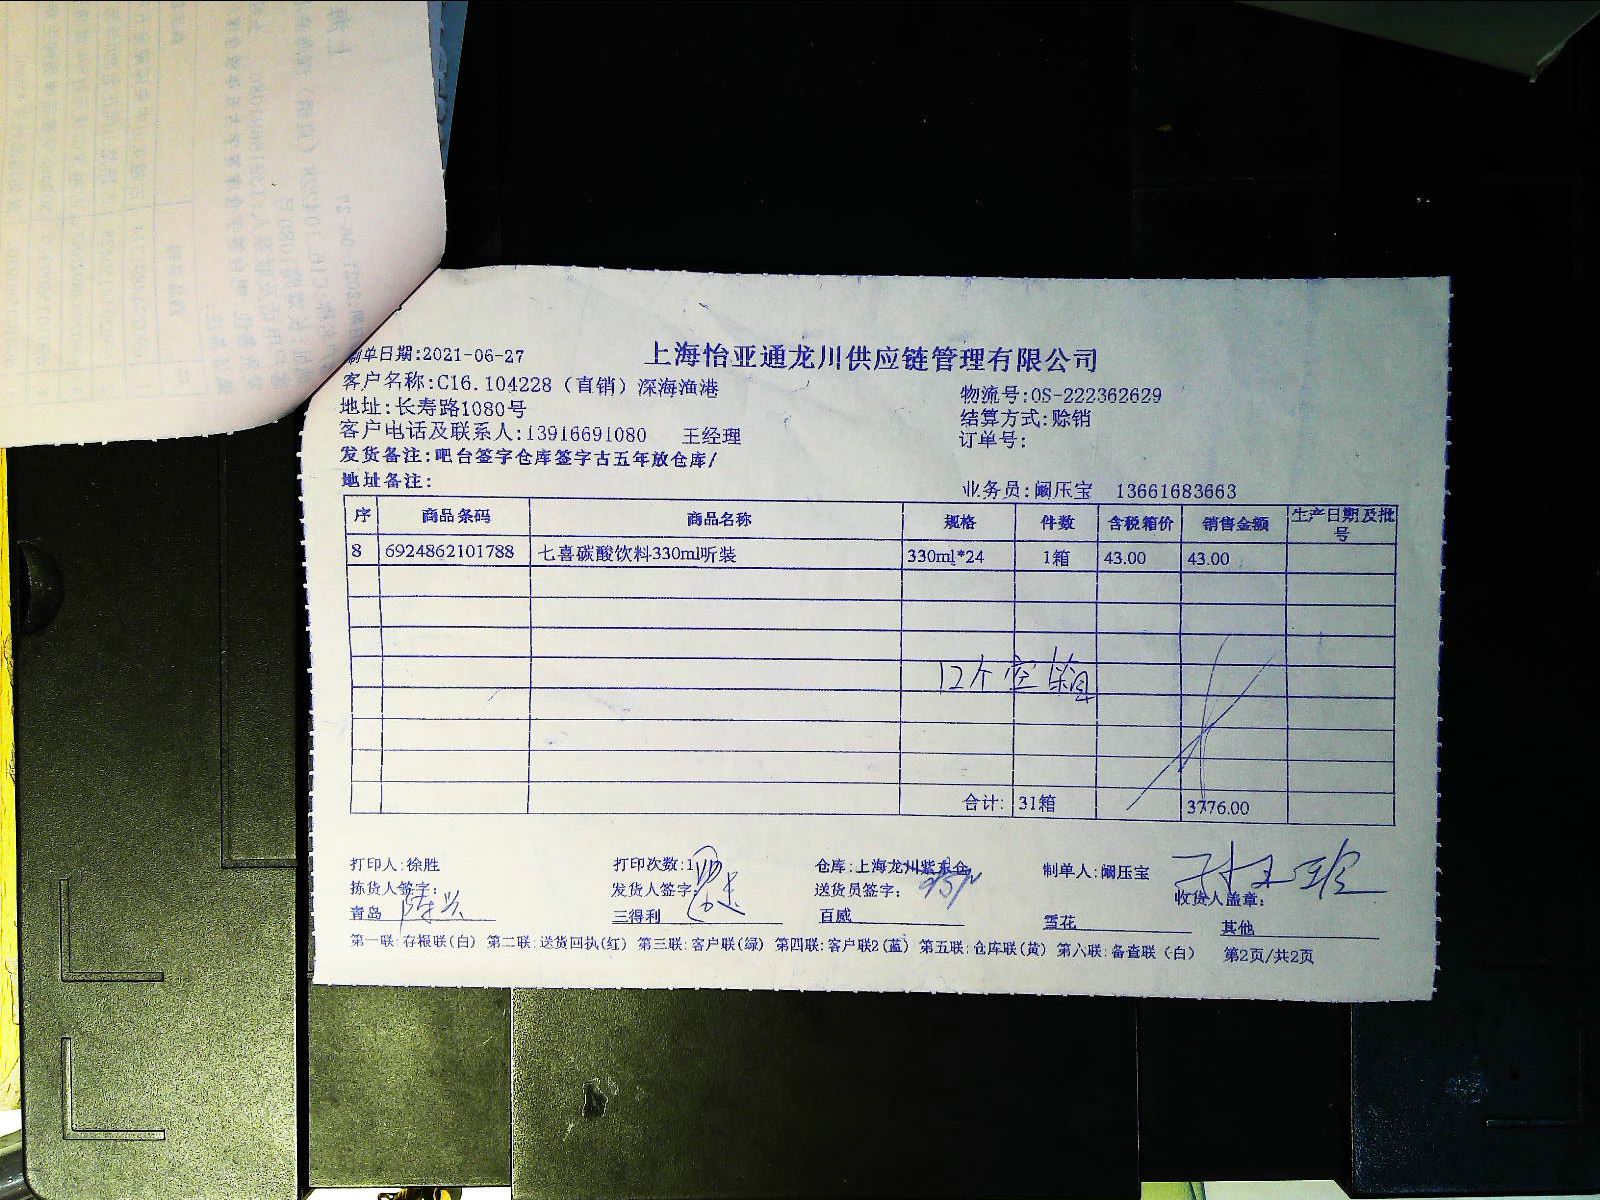 制单日期:2021-06-27
上海怡亚通龙川供应链管理有限公司
客户名称:C16.104228（直销）深海渔港
物流号:OS-222362629
地址:长寿路1080号
结算方式:赊销
客户电话及联系人:13916691080 王经理
订单号:
发货备注:吧台签字仓库签字古五年放仓库/
地址备注:
业务员:阚压宝 13661683663
序 商品条码 商品名称 规格 件数 含税箱价 销售金额 生产日期及批号
8 6924862101788 七喜碳酸饮料330ml听装 330ml*24 1箱 43.00 43.00
12个空箱
合计: 31箱 3776.00
打印人:徐胜 打印次数:1 仓库:上海龙川紫东仓 制单人:阚压宝
拣货人签字: 发货人签字: 送货员签字: 收货人盖章:
青岛 三得利 百威 雪花 其他
第一联:存根联(白) 第二联:送货回执(红) 第三联:客户联(绿) 第四联:客户联2(蓝) 第五联:仓库联(黄) 第六联:备查联（白） 第2页/共2页